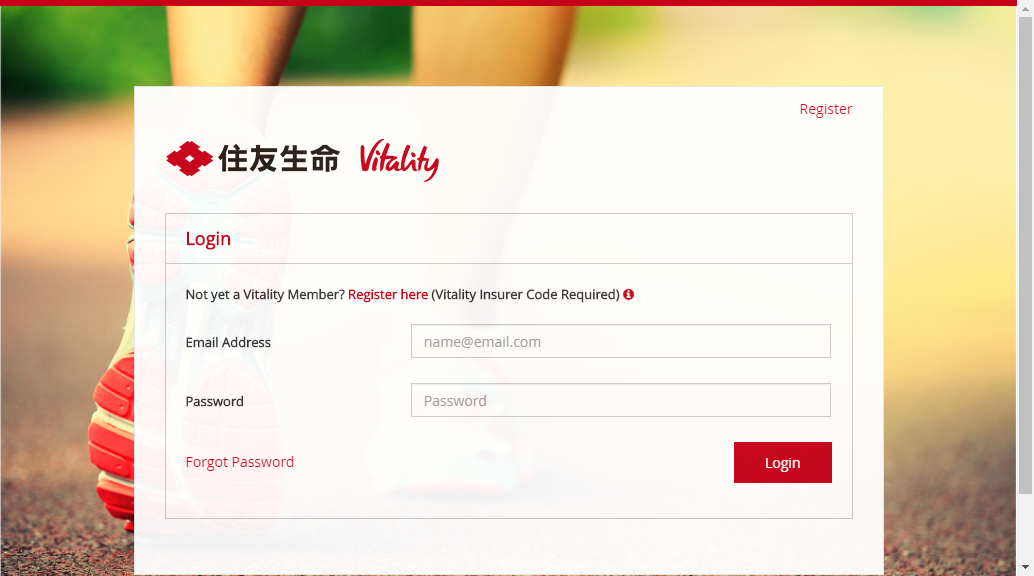 Register
住友生命 Vitality
Login
Not yet a Vitality Member? Register here (Vitality Insurer Code Required)
Email Address name@email.com
Password Password
Forgot Password Login